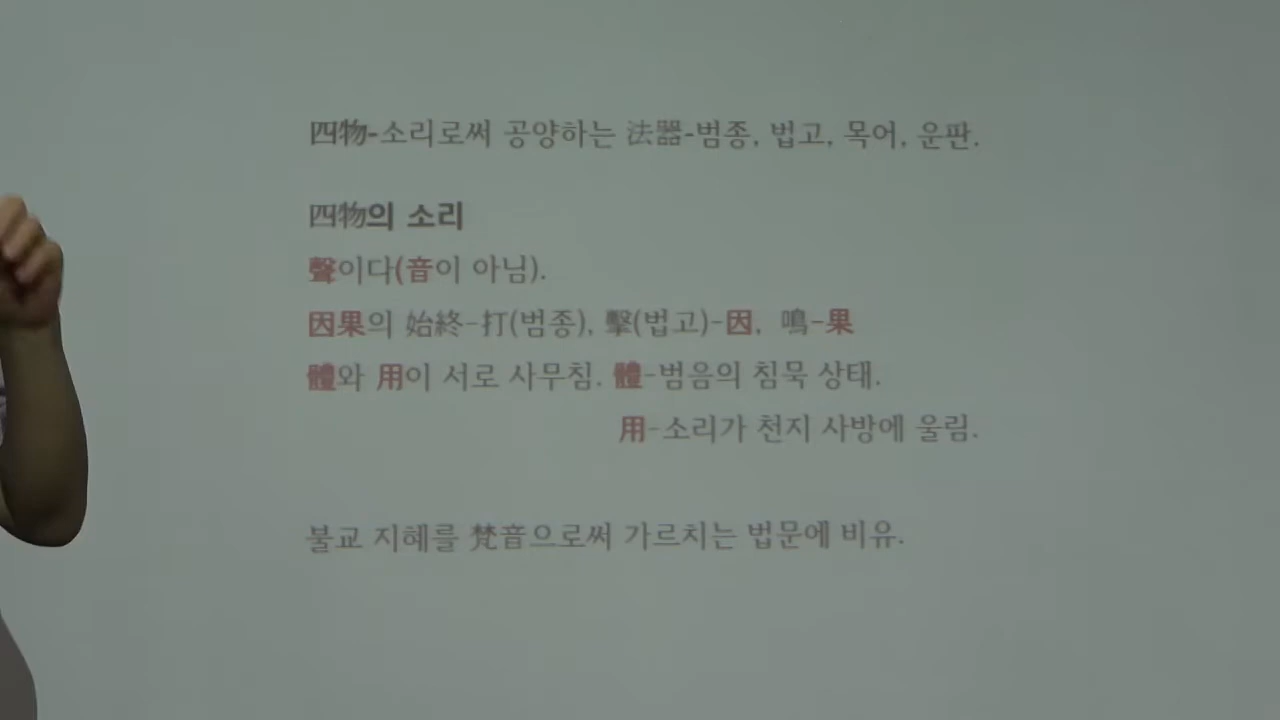 四物-소리로써 공양하는 法器-범종, 법고, 목어, 운판.
四物의 소리
聲이다(音이 아님).
因果의 始終-打(범종), 擊(법고)-因, 鳴-果
體와 用이 서로 사무침. 體-범음의 침묵 상태.
用-소리가 천지 사방에 울림.
불교 지혜를 梵音으로써 가르치는 법문에 비유.